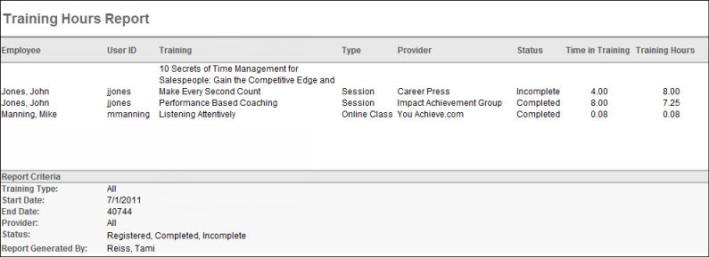 Training Hours Report
Employee User ID Training Type Provider Status Time in Training Training Hours
10 Secrets of Time Management for
Salespeople: Gain the Competitive Edge and
Jones, John jjones Make Every Second Count Session Career Press Incomplete 4.00 8.00
Jones, John jjones Performance Based Coaching Session Impact Achievement Group Completed 8.00 7.25
Manning, Mike mmanning Listening Attentively Online Class You Achieve.com Completed 0.08 0.08
Report Criteria
Training Type: All
Start Date: 7/1/2011
End Date: 40744
Provider: All
Status: Registered, Completed, Incomplete
Report Generated By: Reiss, Tami